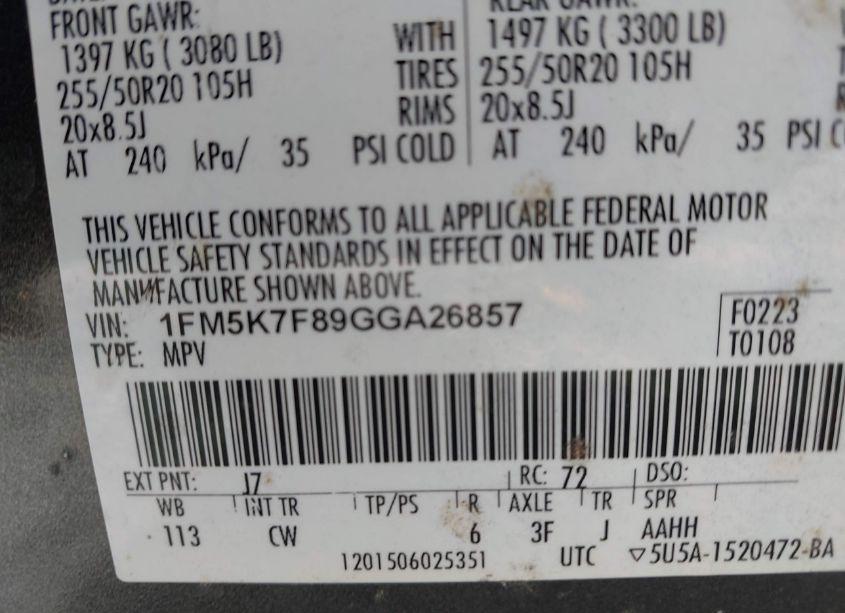 FRONT GAWR:
1397 KG ( 3080 LB) WITH 1497 KG ( 3300 LB)
255/50R20 105H TIRES 255/50R20 105H
20x8.5J RIMS 20x8.5J
AT 240 kPa/ 35 PSI COLD AT 240 kPa/ 35 PSI
THIS VEHICLE CONFORMS TO ALL APPLICABLE FEDERAL MOTOR
VEHICLE SAFETY STANDARDS IN EFFECT ON THE DATE OF
MANUFACTURE SHOWN ABOVE.
VIN: 1FM5K7F89GGA26857 F0223
TYPE: MPV T0108
EXT PNT: J7 RC: 72 DSO:
WB INT TR TP/PS R AXLE TR SPR
113 CW 6 3F J AAHH
1201506025351 UTC ▽5U5A-1520472-BA